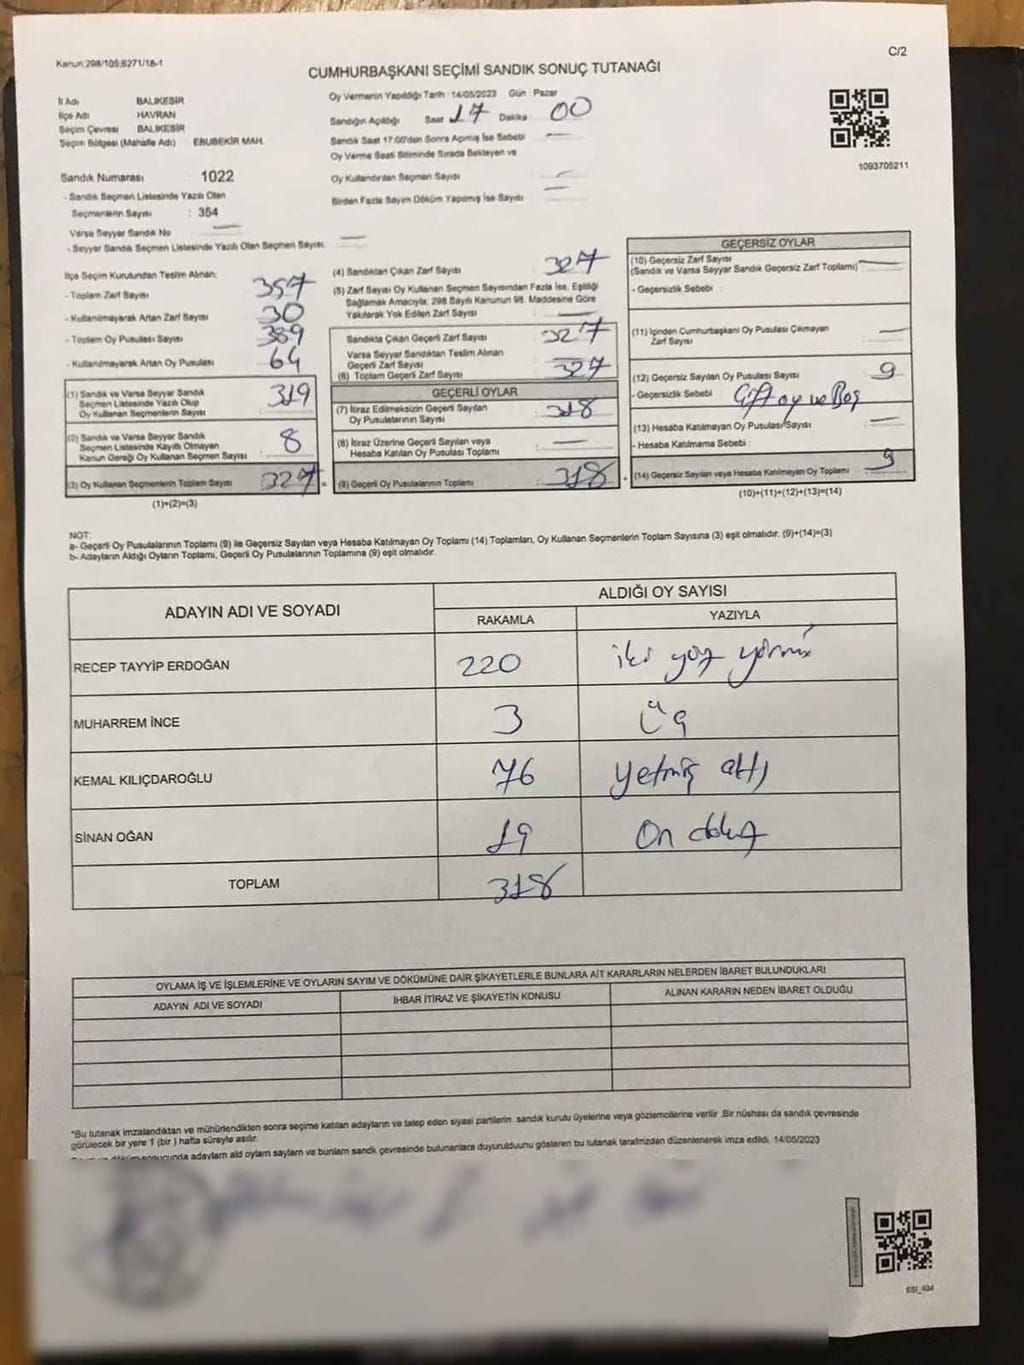 Kanun:298/105;6271/18-1
C/2
CUMHURBAŞKANI SEÇİMİ SANDIK SONUÇ TUTANAĞI
İl Adı BALIKESİR
İlçe Adı HAVRAN
Seçim Çevresi BALIKESİR
Seçim Bölgesi (Mahalle Adı) EBUBEKİR MAH.
Oy Vermenin Yapıldığı Tarih : 14/05/2023 Gün : Pazar
Sandığın Açıldığı Saat 17 Dakika : 00
Sandık Saat 17.00'den Sonra Açılmış İse Sebebi
Oy Verme Saati Bitiminde Sırada Bekleyen ve
Oy Kullandırılan Seçmen Sayısı
Birden Fazla Sayım Döküm Yapılmış İse Sayısı
1093705211
Sandık Numarası : 1022
- Sandık Seçmen Listesinde Yazılı Olan
Seçmenlerin Sayısı : 354
Varsa Seyyar Sandık No
- Seyyar Sandık Seçmen Listesinde Yazılı Olan Seçmen Sayısı
İlçe Seçim Kurulundan Teslim Alınan;
- Toplam Zarf Sayısı 357
- Kullanılmayarak Artan Zarf Sayısı 30
- Toplam Oy Pusulası Sayısı 389
- Kullanılmayarak Artan Oy Pusulası 64
(1) Sandık ve Varsa Seyyar Sandık
Seçmen Listesinde Yazılı Olup
Oy Kullanan Seçmenlerin Sayısı 319
(2) Sandık ve Varsa Seyyar Sandık
Seçmen Listesinde Kayıtlı Olmayan
Kanun Gereği Oy Kullanan Seçmen Sayısı 8
(3) Oy Kullanan Seçmenlerin Toplam Sayısı 327 =
(1)+(2)=(3)
(4) Sandıktan Çıkan Zarf Sayısı 327
(5) Zarf Sayısı Oy Kullanan Seçmen Sayısından Fazla İse, Eşitliği
Sağlamak Amacıyla; 298 Sayılı Kanunun 98. Maddesine Göre
Yakılarak Yok Edilen Zarf Sayısı
Sandıkta Çıkan Geçerli Zarf Sayısı 327
Varsa Seyyar Sandıktan Teslim Alınan
Geçerli Zarf Sayısı
(6) Toplam Geçerli Zarf Sayısı 327
GEÇERLİ OYLAR
(7) İtiraz Edilmeksizin Geçerli Sayılan
Oy Pusulalarının Sayısı 318
(8) İtiraz Üzerine Geçerli Sayılan veya
Hesaba Katılan Oy Pusulası Toplamı
(9) Geçerli Oy Pusulalarının Toplamı : 318 +
GEÇERSİZ OYLAR
(10) Geçersiz Zarf Sayısı
(Sandık ve Varsa Seyyar Sandık Geçersiz Zarf Toplamı)
- Geçersizlik Sebebi :
(11) İçinden Cumhurbaşkanı Oy Pusulası Çıkmayan
Zarf Sayısı
(12) Geçersiz Sayılan Oy Pusulası Sayısı 9
- Geçersizlik Sebebi Çift oy ve Boş
(13) Hesaba Katılmayan Oy Pusulası Sayısı
- Hesaba Katılmama Sebebi :
(14) Geçersiz Sayılan veya Hesaba Katılmayan Oy Toplamı 9
(10)+(11)+(12)+(13)=(14)
NOT:
a- Geçerli Oy Pusulalarının Toplamı (9) ile Geçersiz Sayılan veya Hesaba Katılmayan Oy Toplamı (14) Toplamları, Oy Kullanan Seçmenlerin Toplam Sayısına (3) eşit olmalıdır. (9)+(14)=(3)
b- Adayların Aldığı Oyların Toplamı, Geçerli Oy Pusulalarının Toplamına (9) eşit olmalıdır.
ADAYIN ADI VE SOYADI ALDIĞI OY SAYISI
RAKAMLA YAZIYLA
RECEP TAYYİP ERDOĞAN 220 iki yüz yirmi
MUHARREM İNCE 3 üç
KEMAL KILIÇDAROĞLU 76 yetmiş altı
SİNAN OĞAN 19 On dokuz
TOPLAM 318
OYLAMA İŞ VE İŞLEMLERİNE VE OYLARIN SAYIM VE DÖKÜMÜNE DAİR ŞİKAYETLERLE BUNLARA AİT KARARLARIN NELERDEN İBARET BULUNDUKLARI
ADAYIN ADI VE SOYADI İHBAR İTİRAZ VE ŞİKAYETİN KONUSU ALINAN KARARIN NEDEN İBARET OLDUĞU
*Bu tutanak imzalandıktan ve mühürlendikten sonra seçime katılan adayların ve talep eden siyasi partilerin sandık kurulu üyelerine veya gözlemcilerine verilir .Bir nüshası da sandık çevresinde
görülecek bir yere 1 (bir ) hafta süreyle asılır.
adayların bunların sandık çevresinde bulunanlara duyurulduunu gösteren bu tutanak tarafımızdan düzenlenerek imza edildi. 14/05/2023